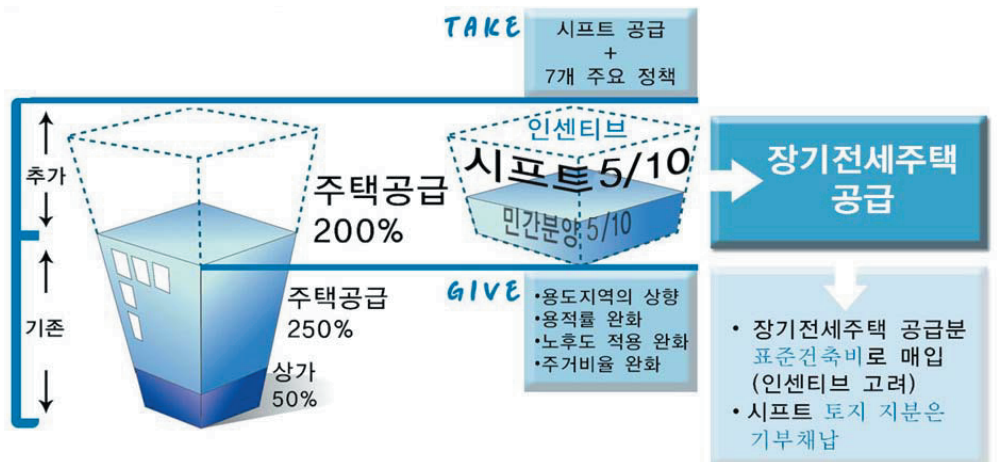 TAKE
시프트 공급
+
7개 주요 정책
추가
기존
주택공급
200%
주택공급
250%
상가
50%
인센티브
시프트 5/10
민간분양 5/10
GIVE
•용도지역의 상향
•용적률 완화
•노후도 적용 완화
•주거비율 완화
장기전세주택
공급
• 장기전세주택 공급분
표준건축비로 매입
(인센티브 고려)
• 시프트 토지 지분은
기부채납